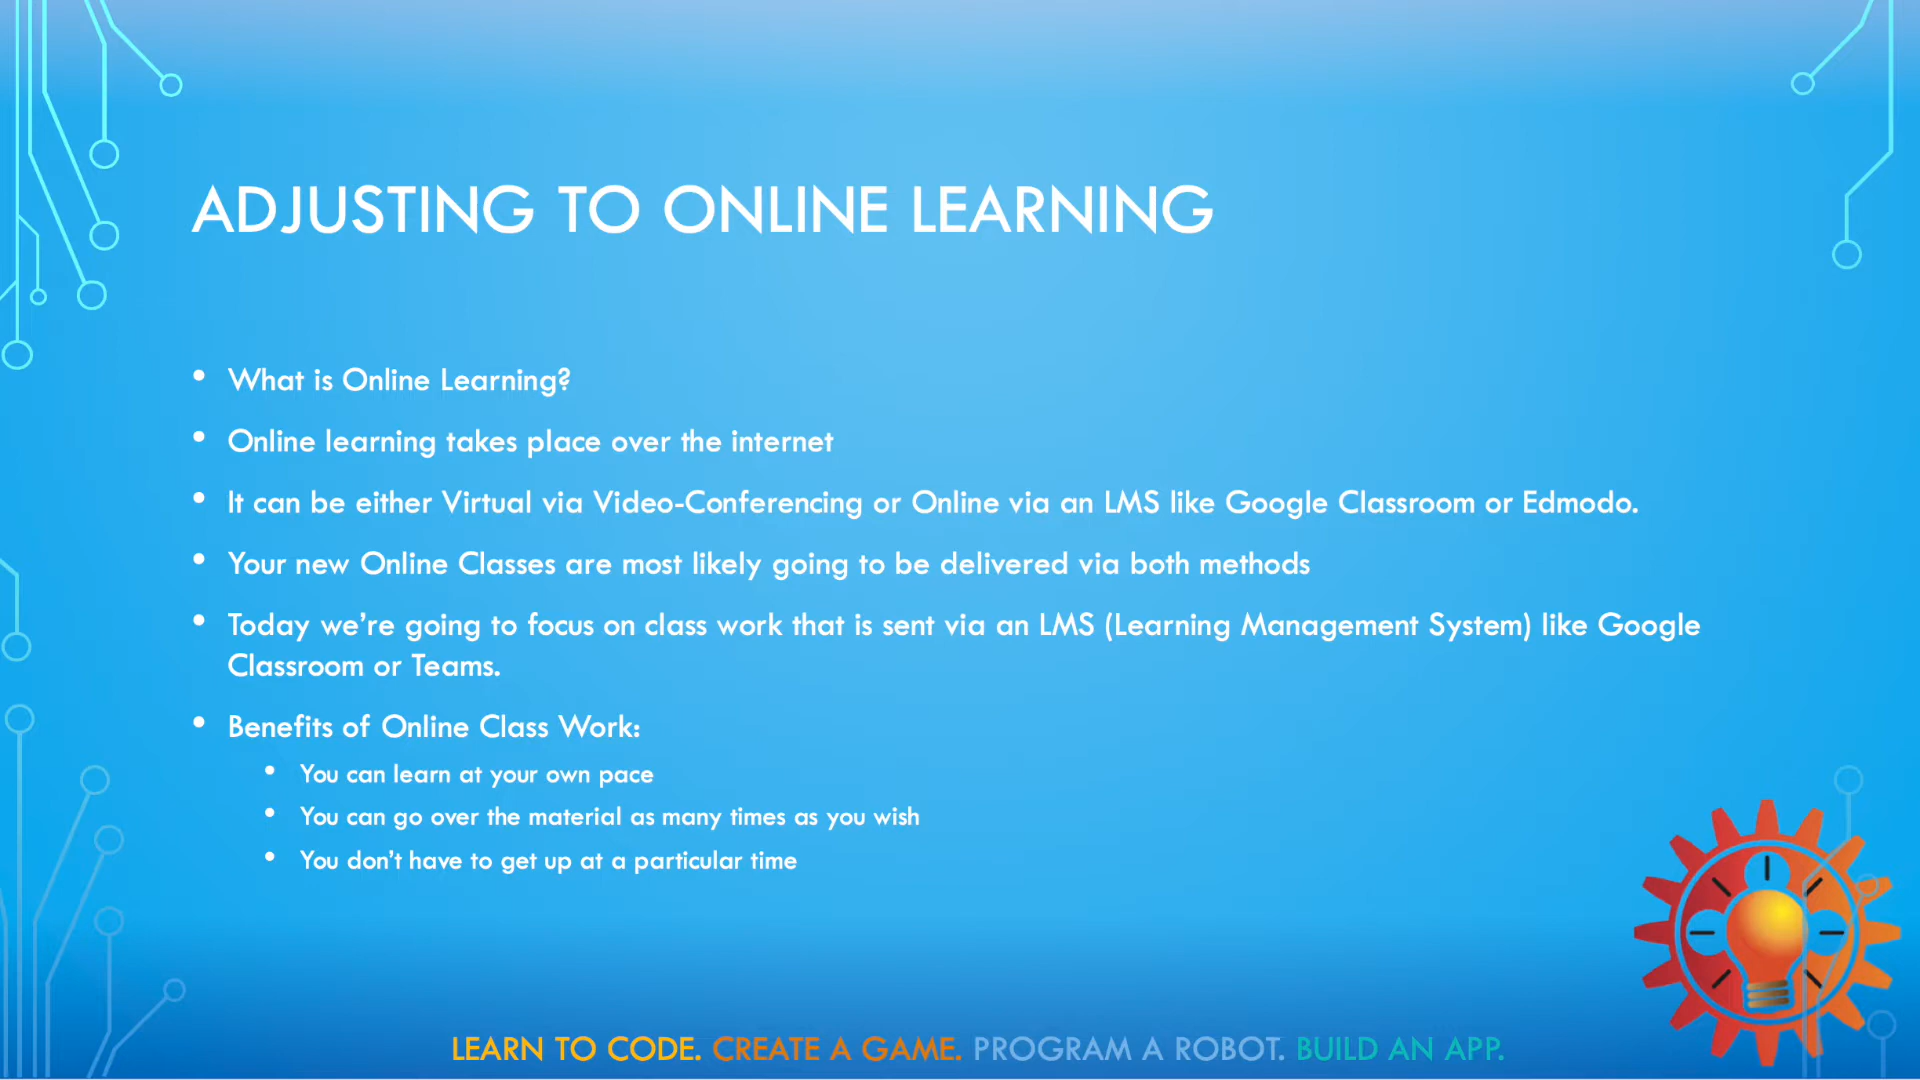 ADJUSTING TO ONLINE LEARNING
• What is Online Learning?
• Online learning takes place over the internet
• It can be either Virtual via Video-Conferencing or Online via an LMS like Google Classroom or Edmodo.
• Your new Online Classes are most likely going to be delivered via both methods
• Today we're going to focus on class work that is sent via an LMS (Learning Management System) like Google
Classroom or Teams.
• Benefits of Online Class Work:
• You can learn at your own pace
• You can go over the material as many times as you wish
• You don't have to get up at a particular time
LEARN TO CODE. CREATE A GAME. PROGRAM A ROBOT. BUILD AN APP.